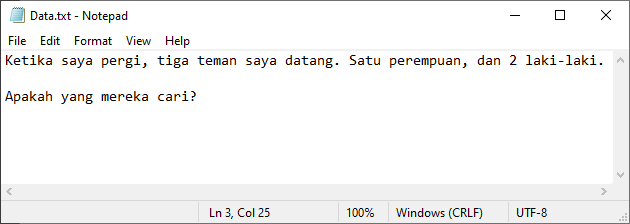 Data.txt - Notepad
File Edit Format View Help
Ketika saya pergi, tiga teman saya datang. Satu perempuan, dan 2 laki-laki.
Apakah yang mereka cari?
Ln 3, Col 25 100% Windows (CRLF) UTF-8